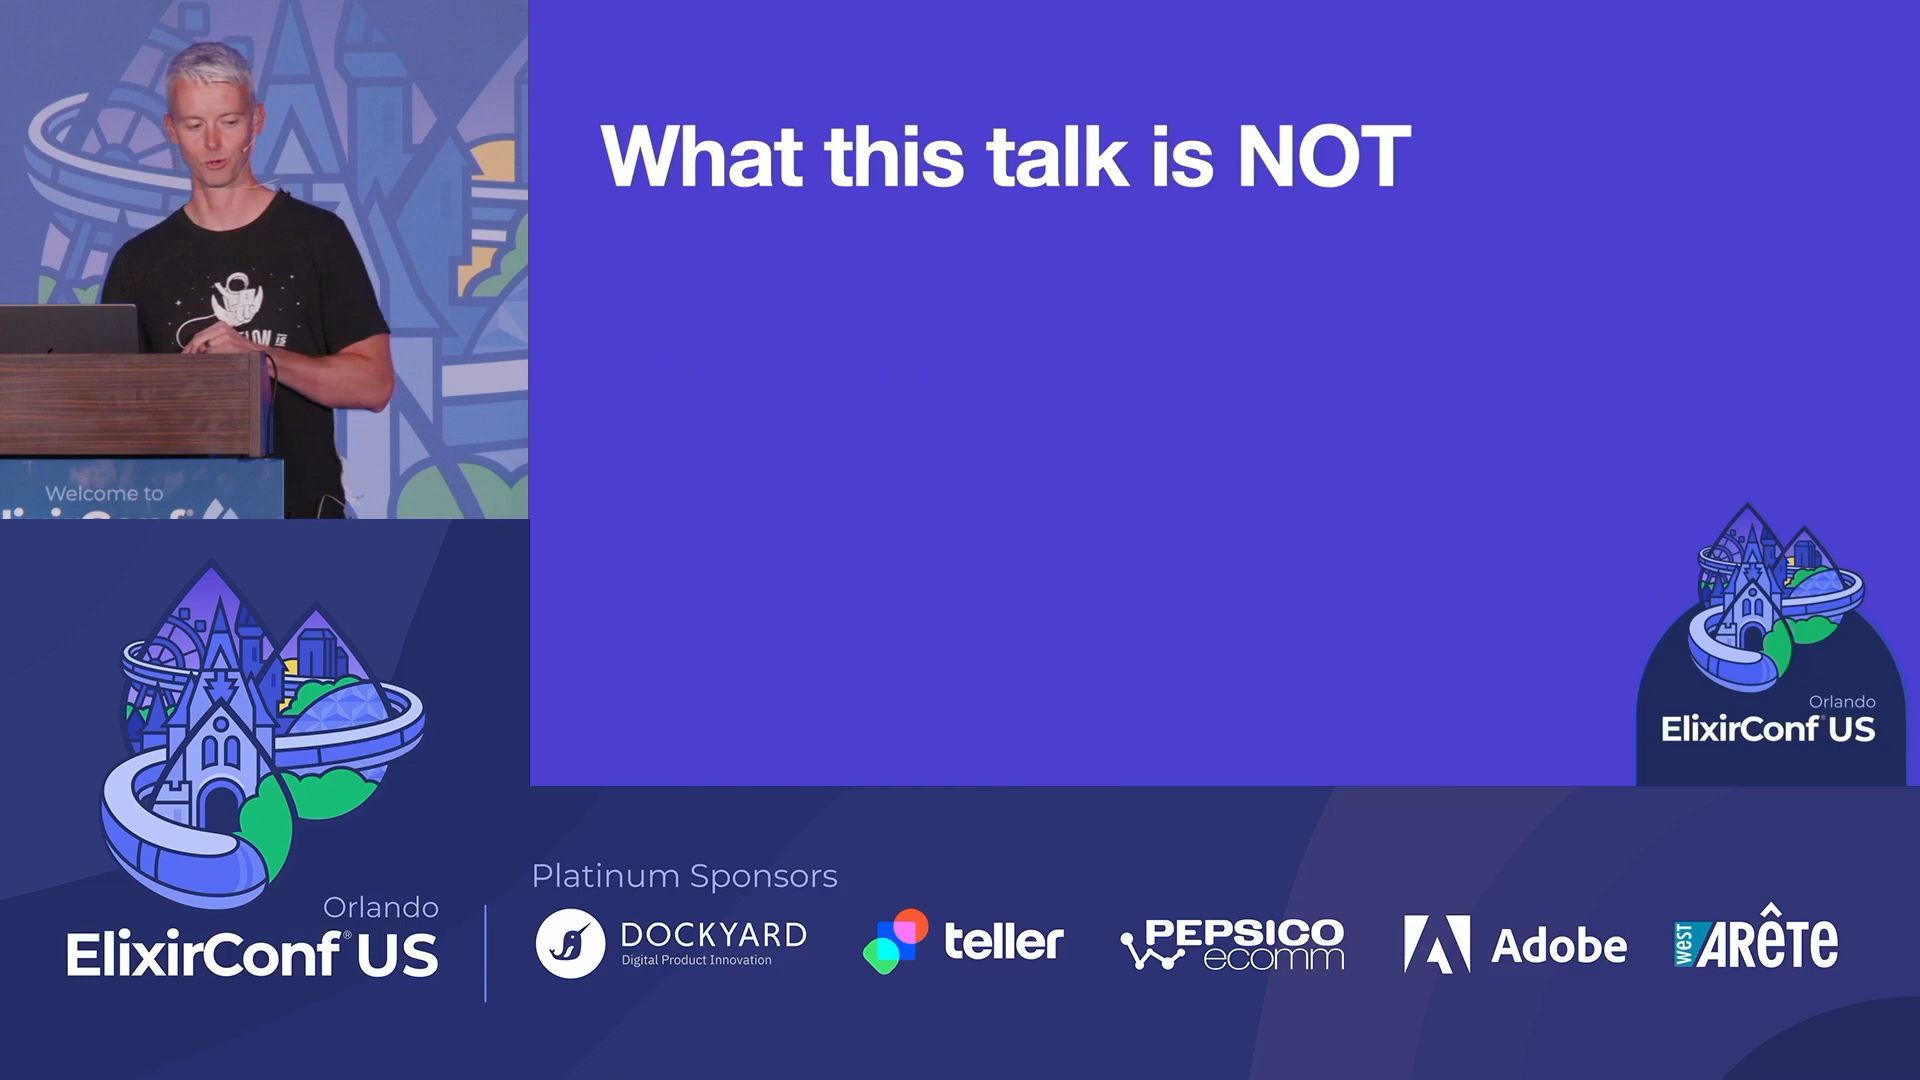 What this talk is NOT
IS
Welcome to
Orlando
ElixirConf US
Orlando
ElixirConf® US
Platinum Sponsors
DOCKYARD
Digital Product Innovation
teller
PEPSICO
ecomm
Adobe
west ARÊTE